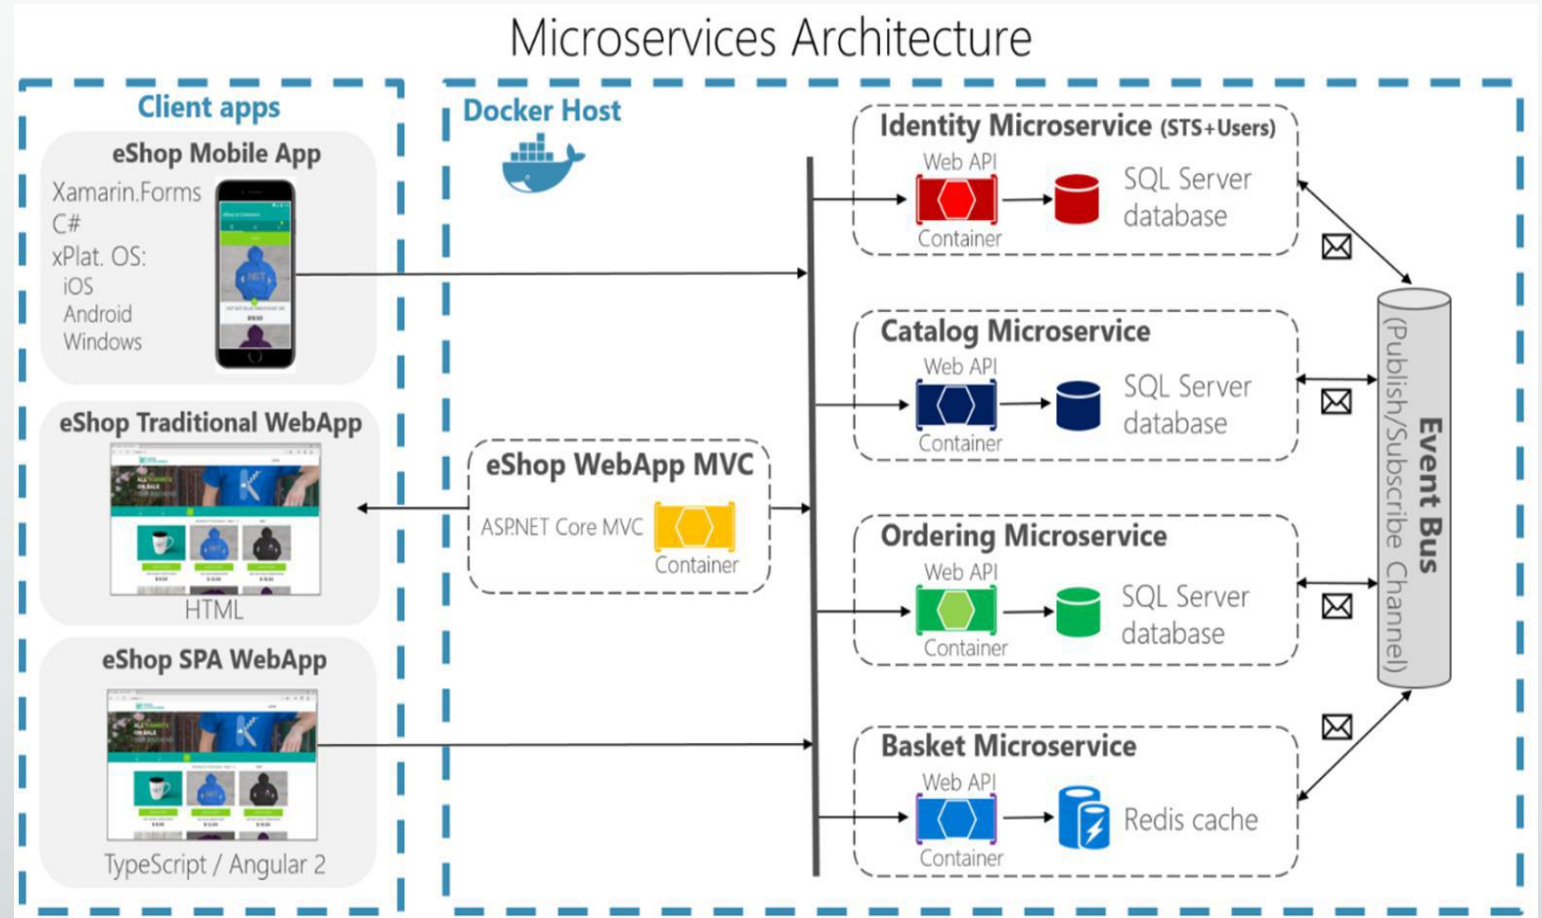 Microservices Architecture
Client apps
eShop Mobile App
Xamarin.Forms
C#
xPlat. OS:
iOS
Android
Windows
eShop Traditional WebApp
HTML
eShop SPA WebApp
TypeScript / Angular 2
Docker Host
eShop WebApp MVC
ASP.NET Core MVC
Container
Identity Microservice (STS+Users)
Web API
Container
SQL Server
database
Catalog Microservice
Web API
Container
SQL Server
database
Ordering Microservice
Web API
Container
SQL Server
database
Basket Microservice
Web API
Container
Redis cache
Event Bus
(Publish/Subscribe Channel)